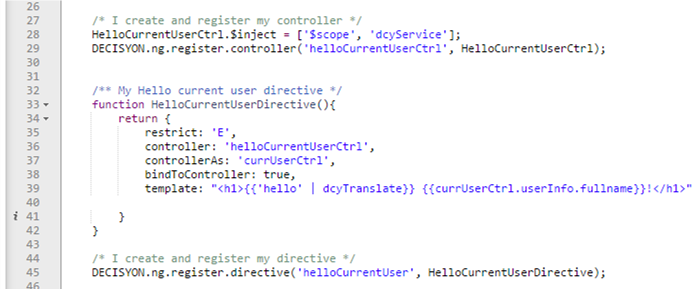 26
27 /* I create and register my controller */
28 HelloCurrentUserCtrl.$inject = ['$scope', 'dcyService'];
29 DECISYON.ng.register.controller('helloCurrentUserCtrl', HelloCurrentUserCtrl);
30
31
32 /** My Hello current user directive */
33 function HelloCurrentUserDirective(){
34 return {
35 restrict: 'E',
36 controller: 'helloCurrentUserCtrl',
37 controllerAs: 'currUserCtrl',
38 bindToController: true,
39 template: "<h1>{{'hello' | dcyTranslate}} {{currUserCtrl.userInfo.fullname}}!</h1>"
40
i 41 }
42 }
43
44 /* I create and register my directive */
45 DECISYON.ng.register.directive('helloCurrentUser', HelloCurrentUserDirective);
46